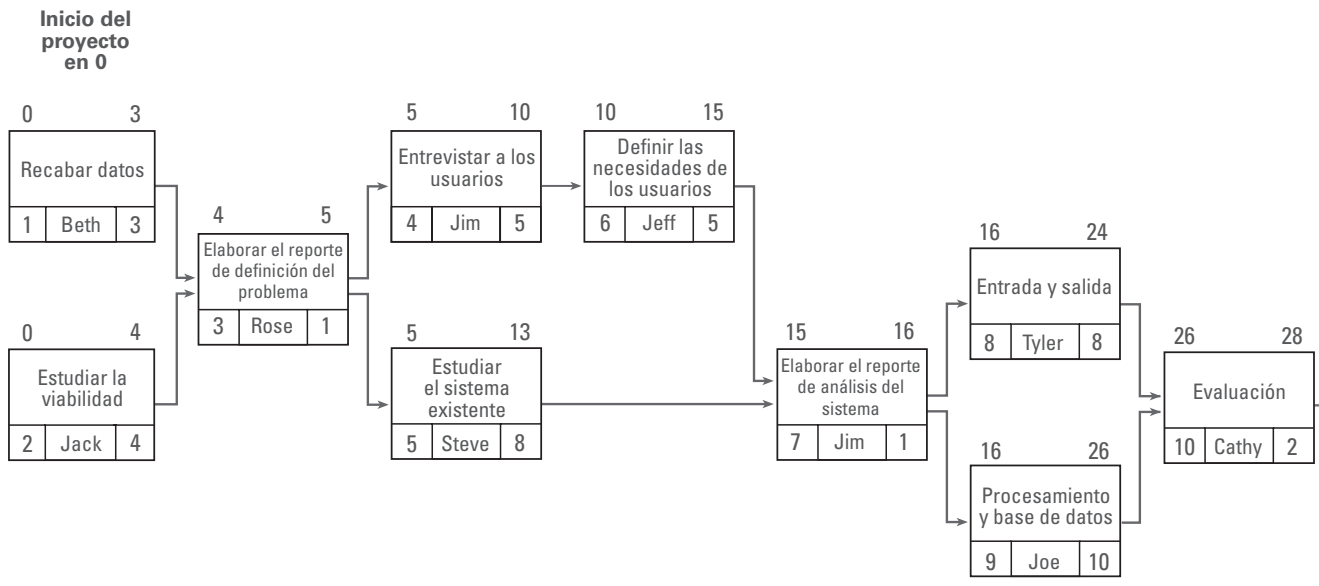 Inicio del
proyecto
en 0
0 3
Recabar datos
1 Beth 3
0 4
Estudiar la
viabilidad
2 Jack 4
4 5
Elaborar el reporte
de definición del
problema
3 Rose 1
5 10
Entrevistar a los
usuarios
4 Jim 5
5 13
Estudiar
el sistema
existente
5 Steve 8
10 15
Definir las
necesidades de
los usuarios
6 Jeff 5
15 16
Elaborar el reporte
de análisis del
sistema
7 Jim 1
16 24
Entrada y salida
8 Tyler 8
16 26
Procesamiento
y base de datos
9 Joe 10
26 28
Evaluación
10 Cathy 2